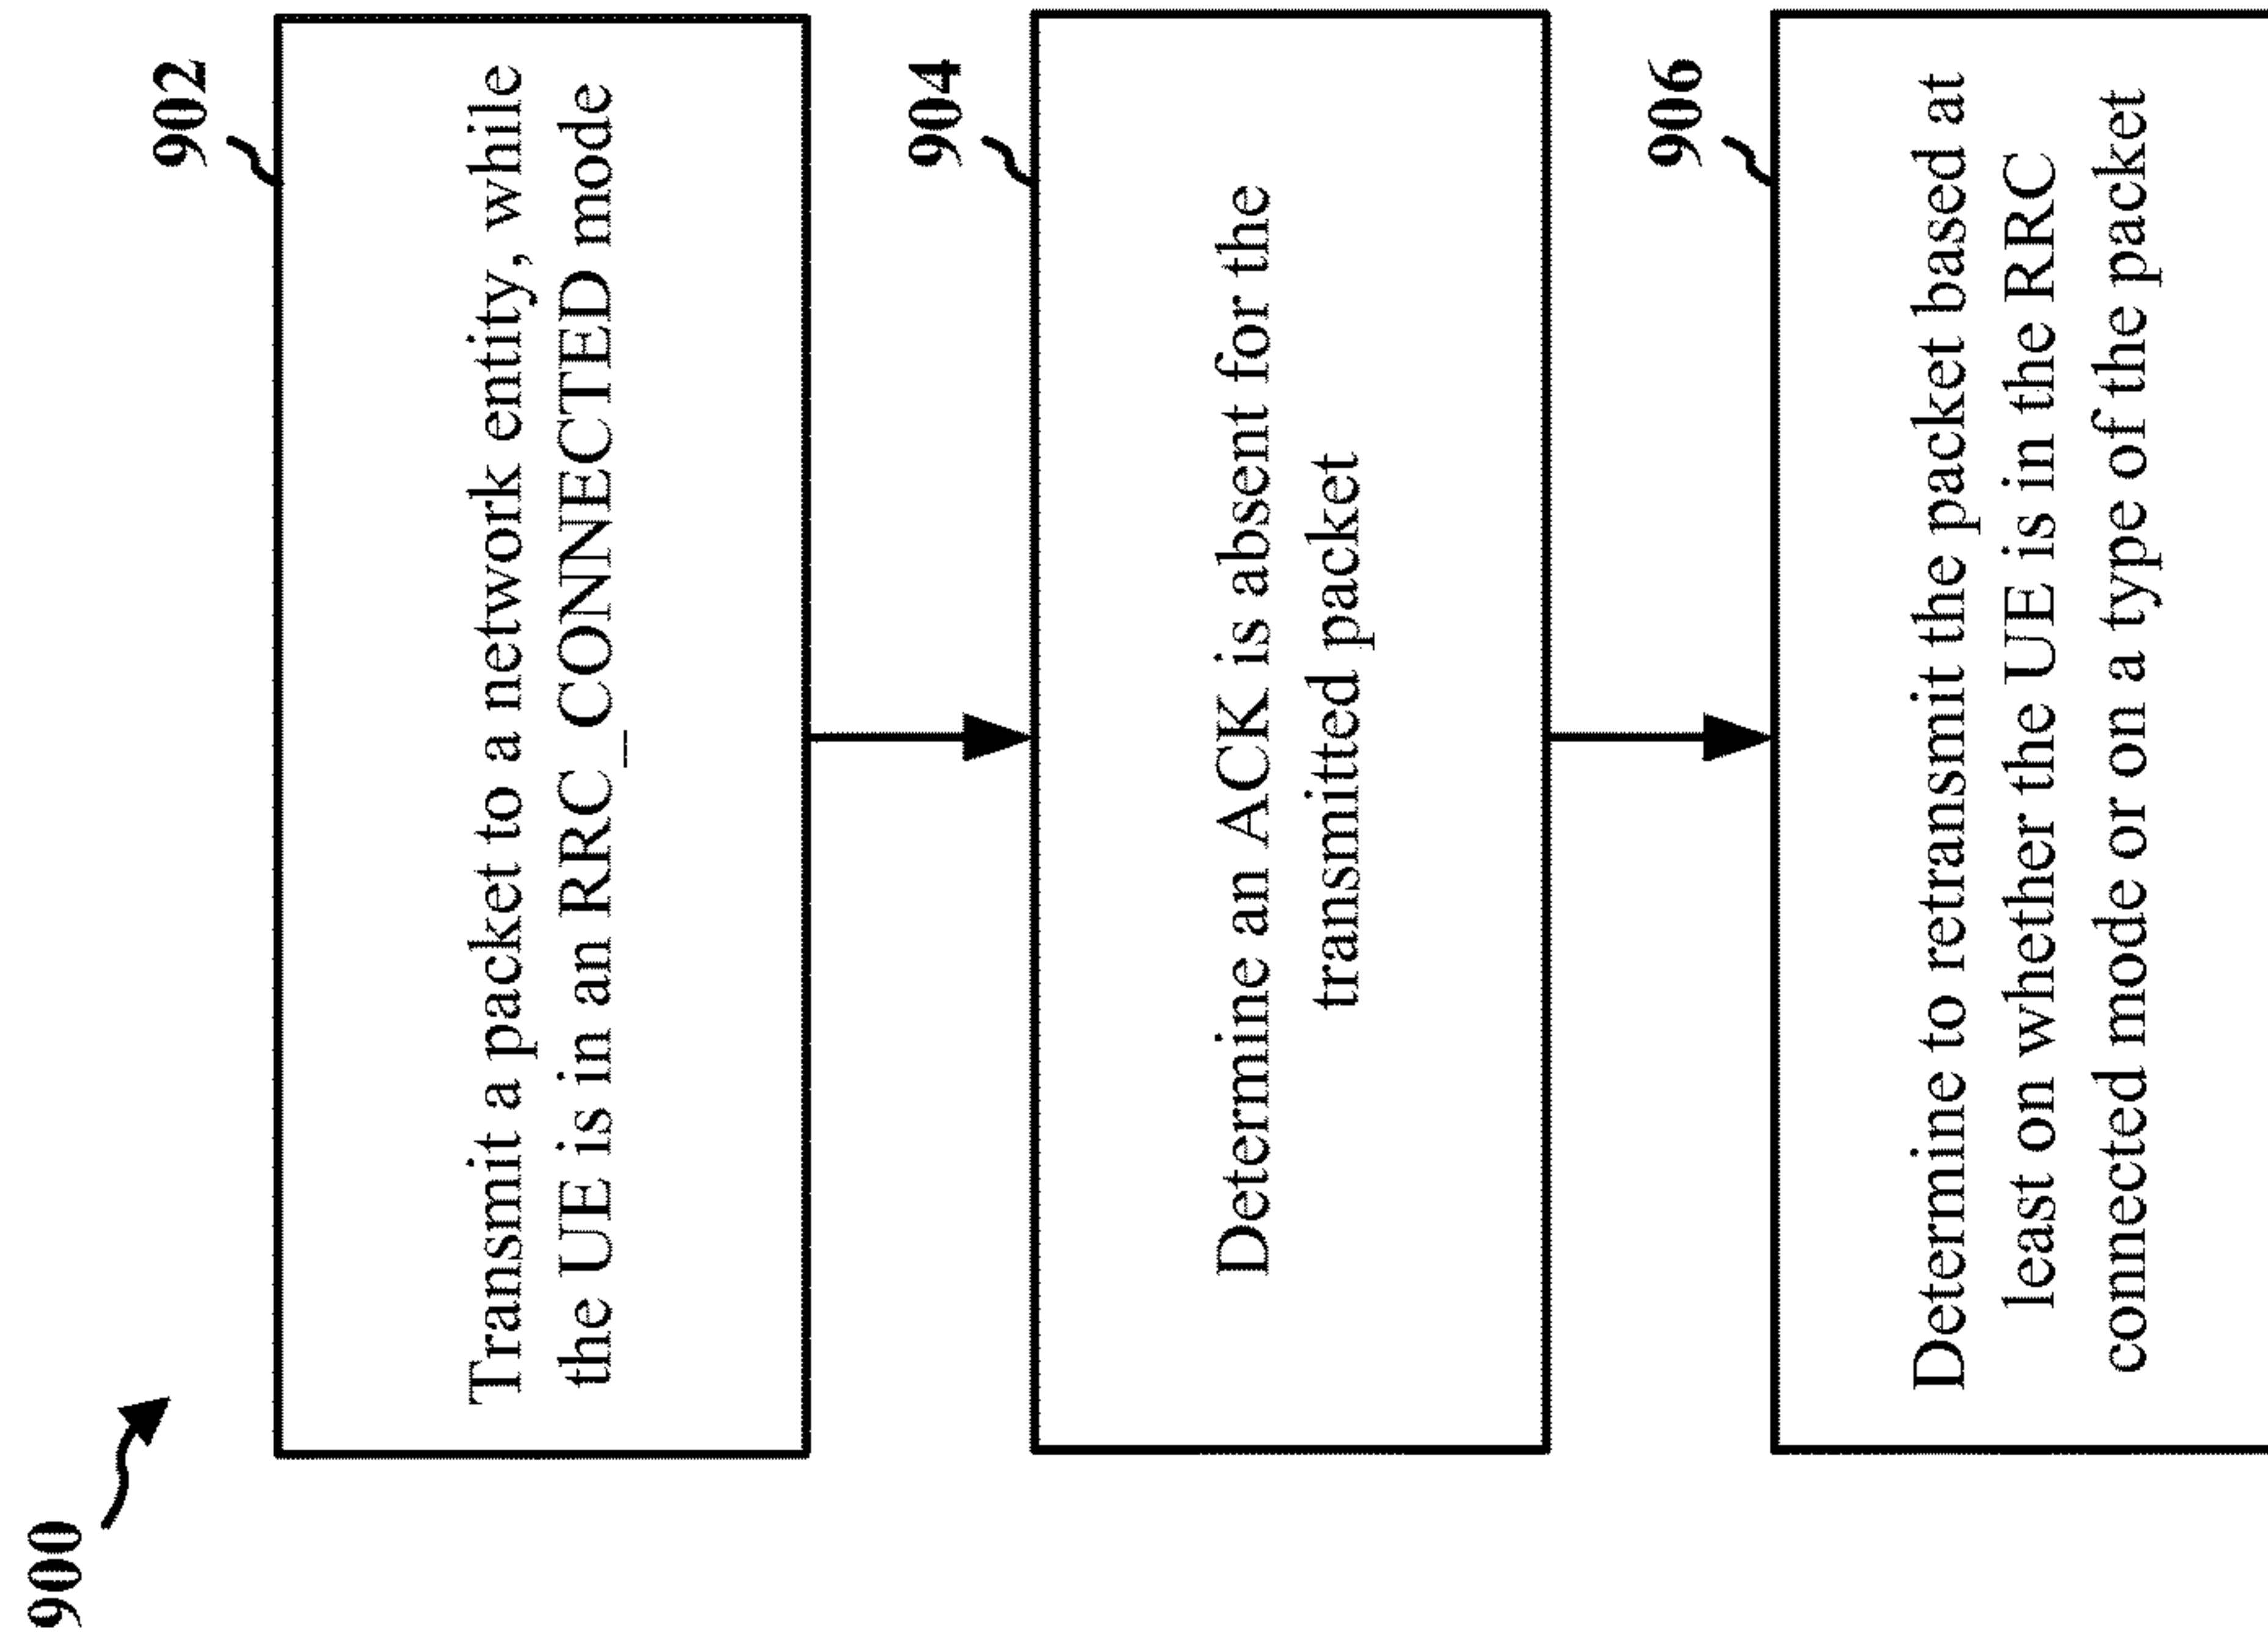 900
902
Transmit a packet to a network entity, while
the UE is in an RRC_CONNECTED mode
904
Determine an ACK is absent for the
transmitted packet
906
Determine to retransmit the packet based at
least on whether the UE is in the RRC
connected mode or on a type of the packet